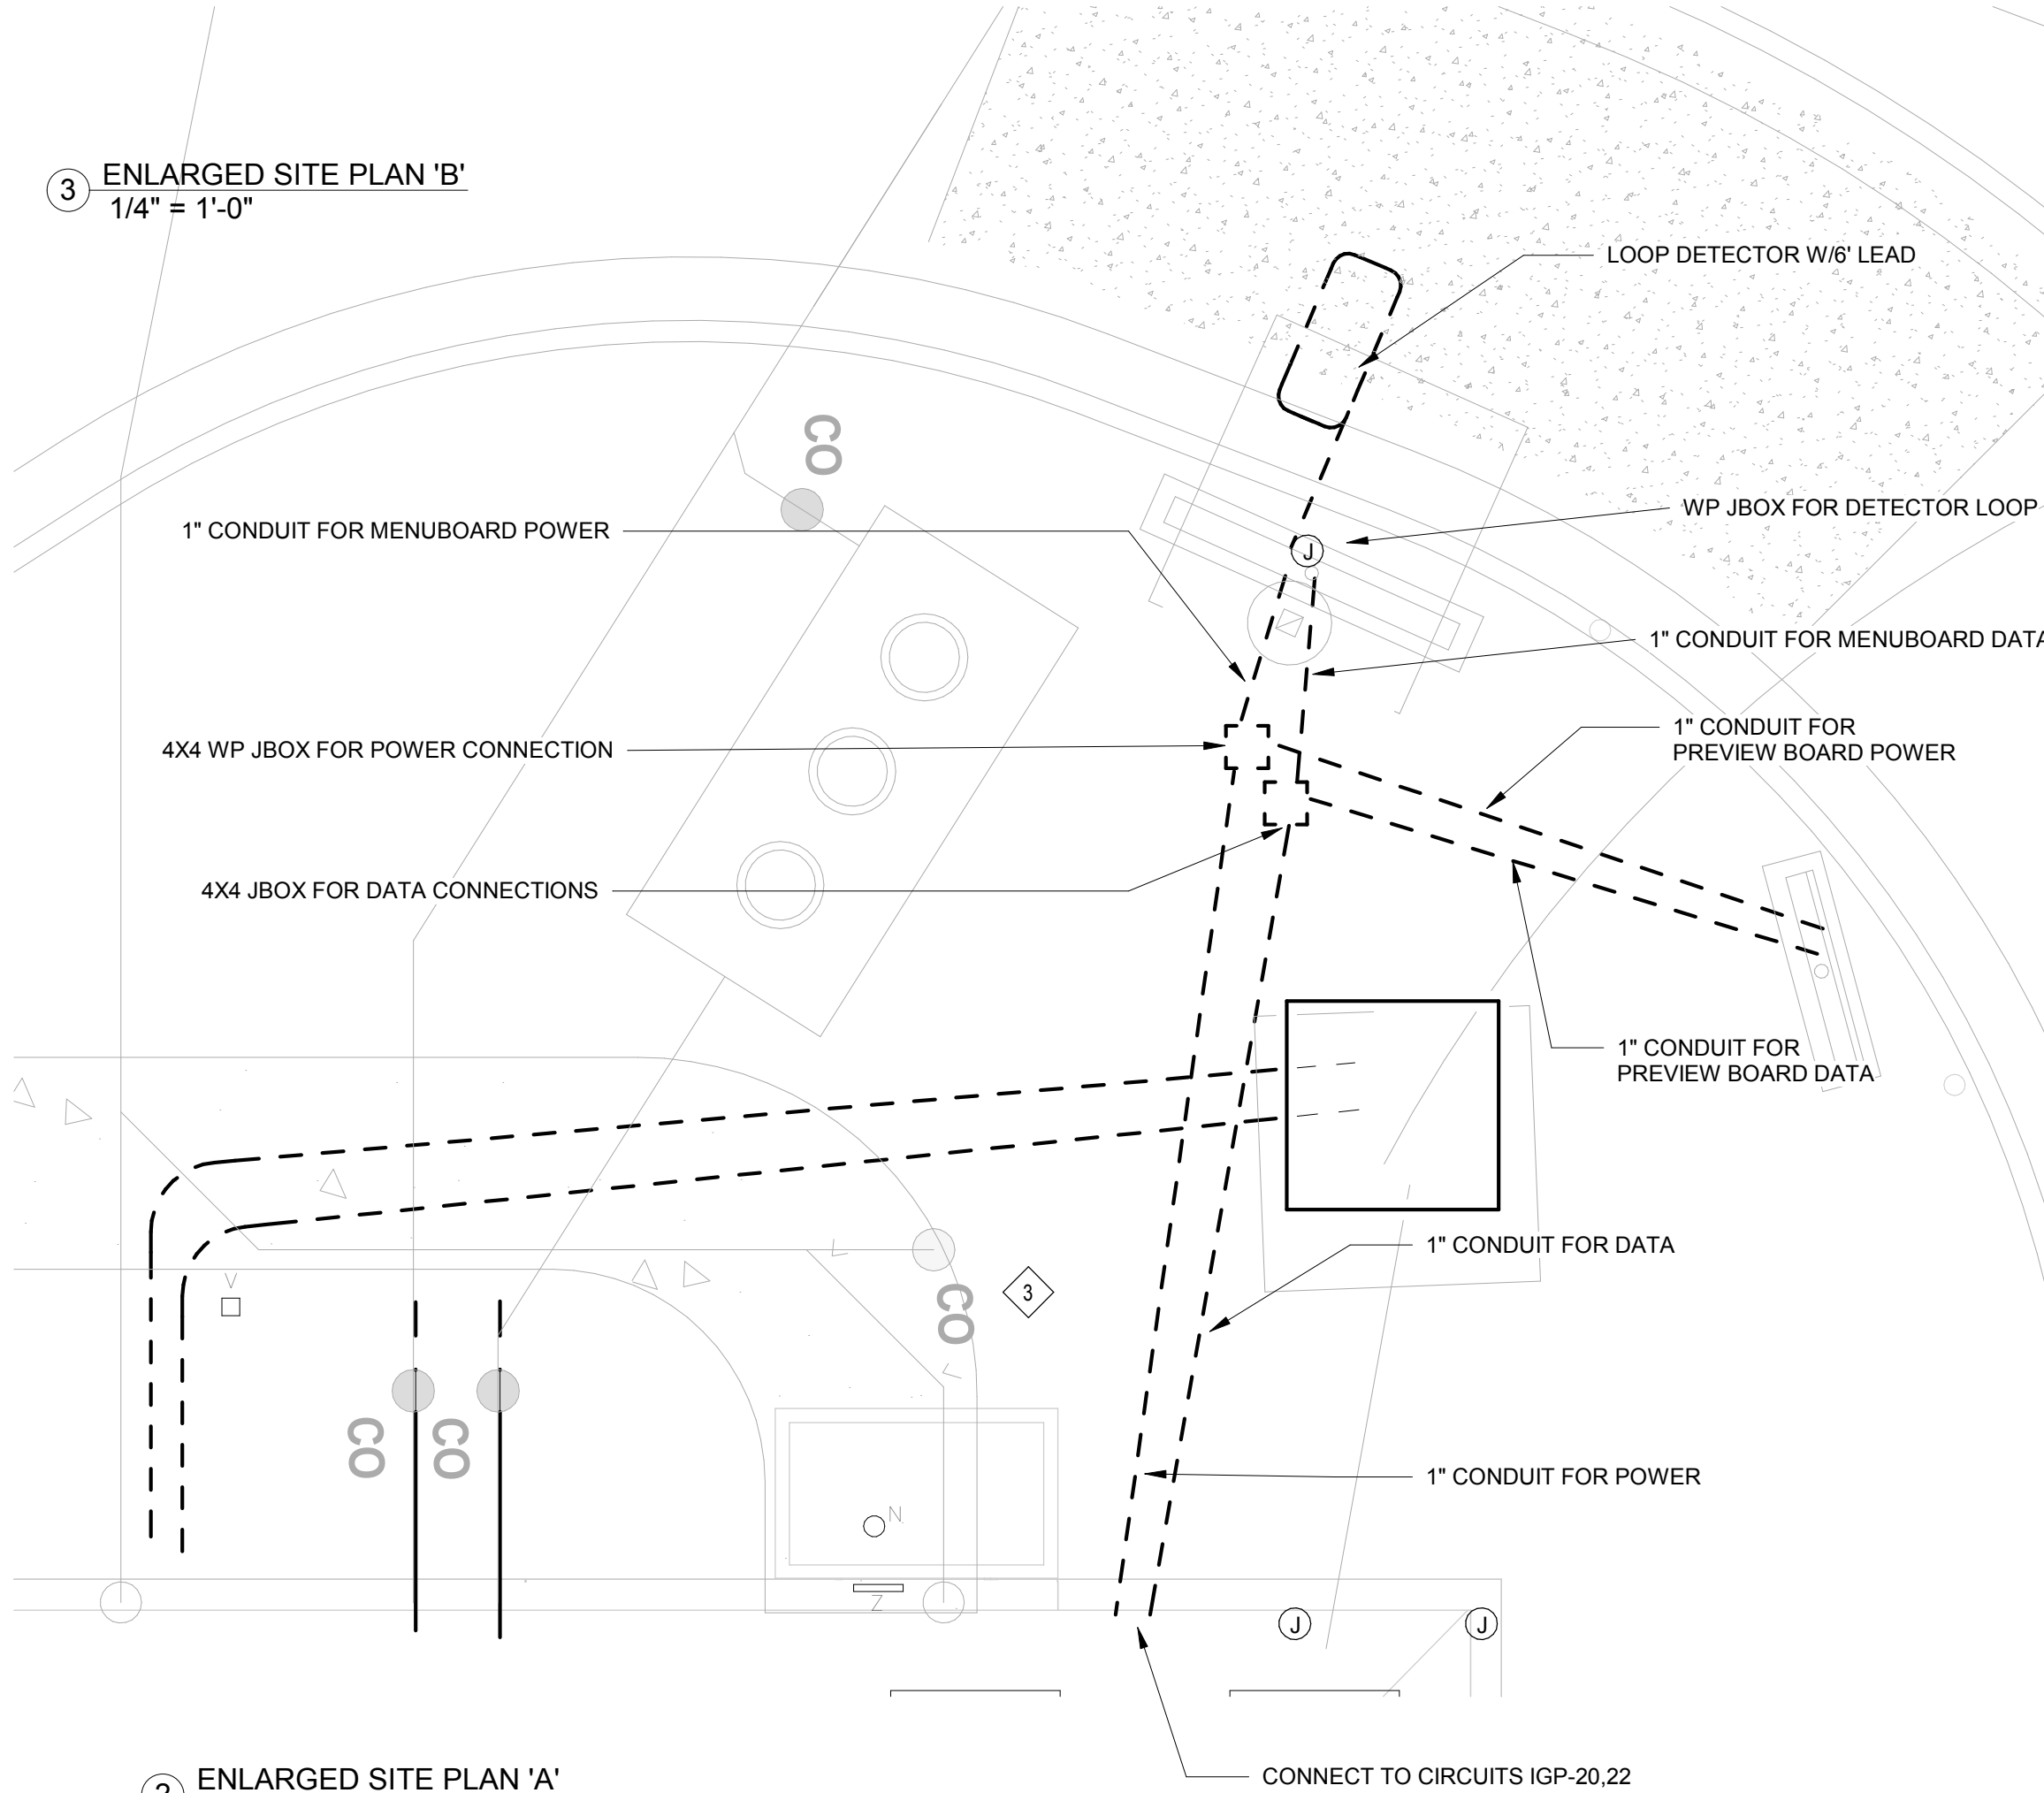 3 ENLARGED SITE PLAN 'B'
1/4" = 1'-0"
LOOP DETECTOR W/6' LEAD
CO
WP JBOX FOR DETECTOR LOOP
1" CONDUIT FOR MENUBOARD POWER
J
1" CONDUIT FOR MENUBOARD DATA
1" CONDUIT FOR
PREVIEW BOARD POWER
4X4 WP JBOX FOR POWER CONNECTION
4X4 JBOX FOR DATA CONNECTIONS
1" CONDUIT FOR
PREVIEW BOARD DATA
1" CONDUIT FOR DATA
V
3
CO
CO
CO
1" CONDUIT FOR POWER
N
Z
J
J
ENLARGED SITE PLAN 'A'
CONNECT TO CIRCUITS IGP-20,22